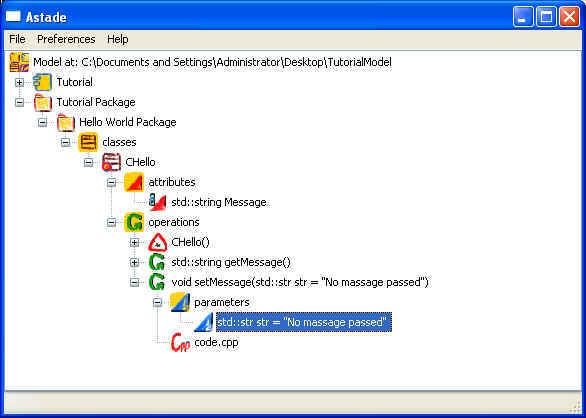 Astade
File Preferences Help
Model at: C:\Documents and Settings\Administrator\Desktop\TutorialModel
Tutorial
Tutorial Package
Hello World Package
classes
CHello
attributes
std::string Message
operations
CHello()
std::string getMessage()
void setMessage(std::str str = "No massage passed")
parameters
std::str str = "No massage passed"
code.cpp